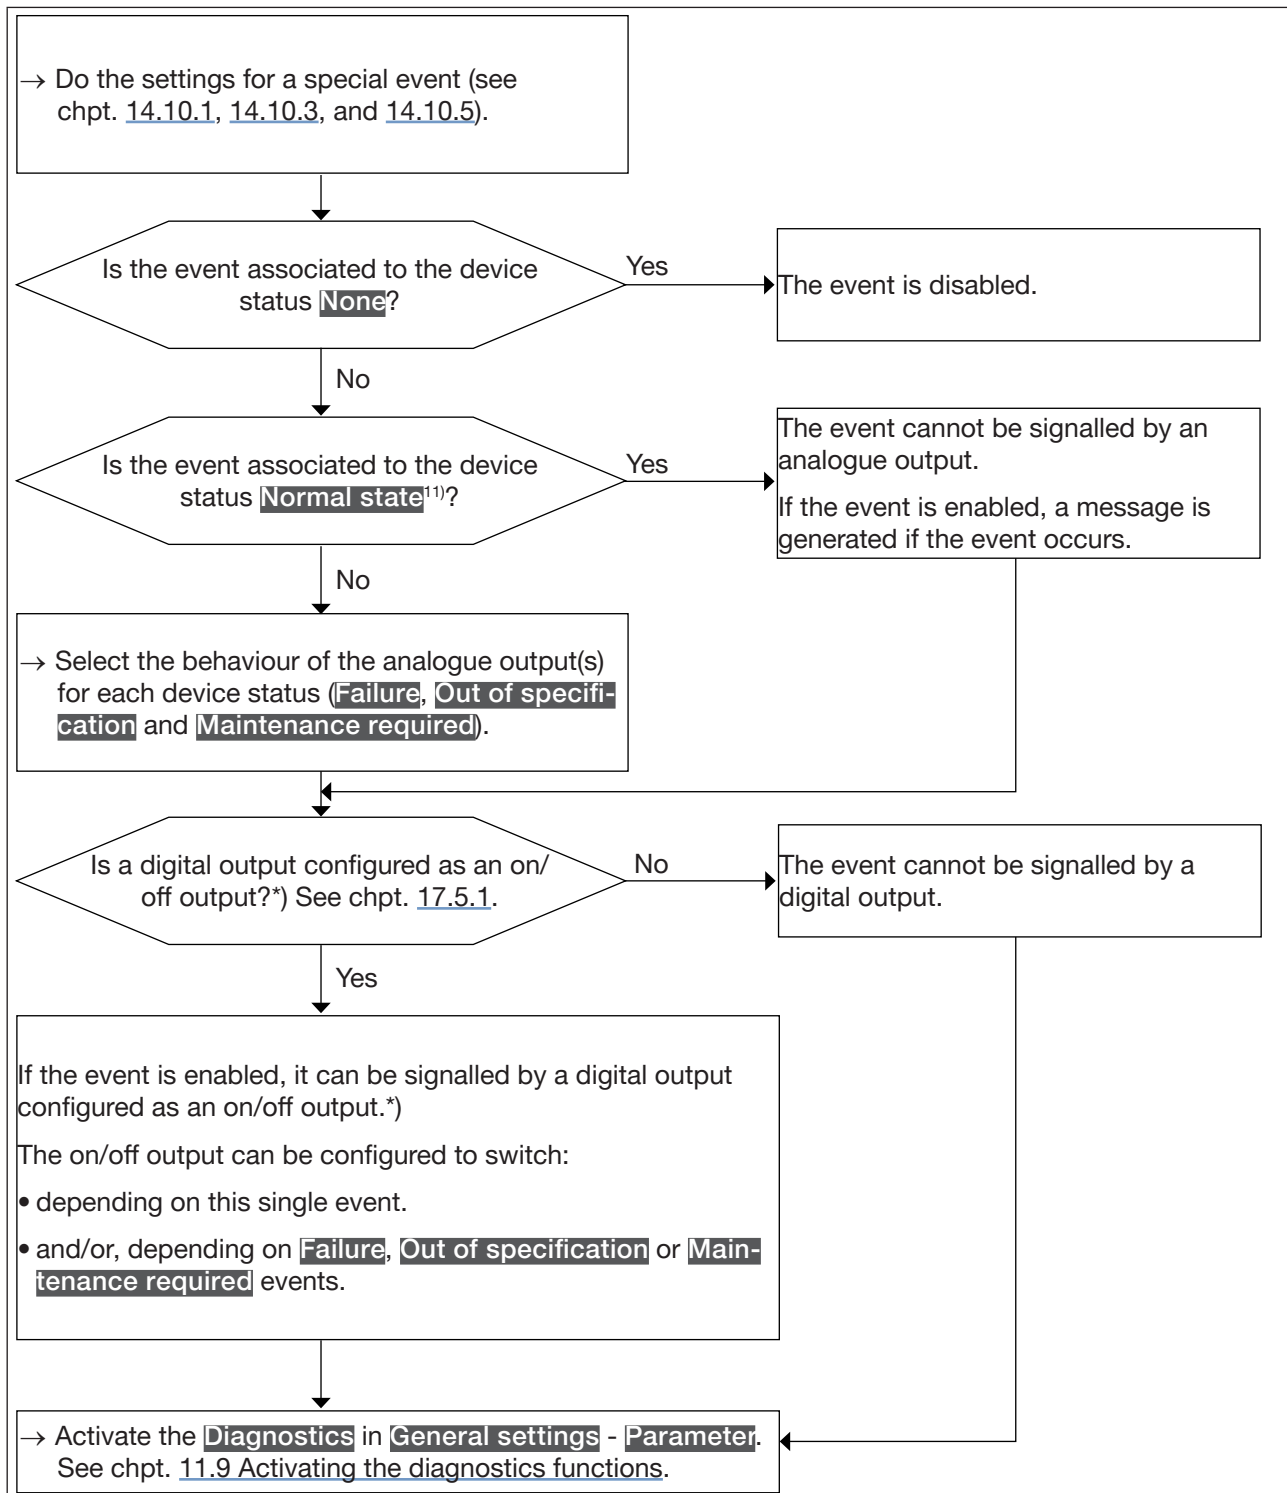 → Do the settings for a special event (see
chpt. 14.10.1, 14.10.3, and 14.10.5).
Is the event associated to the device
status None?
Yes
The event is disabled.
No
Is the event associated to the device
status Normal state11)?
Yes
The event cannot be signalled by an
analogue output.
If the event is enabled, a message is
generated if the event occurs.
No
→ Select the behaviour of the analogue output(s)
for each device status (Failure, Out of specifi-
cation and Maintenance required).
Is a digital output configured as an on/
off output?*) See chpt. 17.5.1.
No
The event cannot be signalled by a
digital output.
Yes
If the event is enabled, it can be signalled by a digital output
configured as an on/off output.*)
The on/off output can be configured to switch:
• depending on this single event.
• and/or, depending on Failure, Out of specification or Main-
tenance required events.
→ Activate the Diagnostics in General settings - Parameter.
See chpt. 11.9 Activating the diagnostics functions.